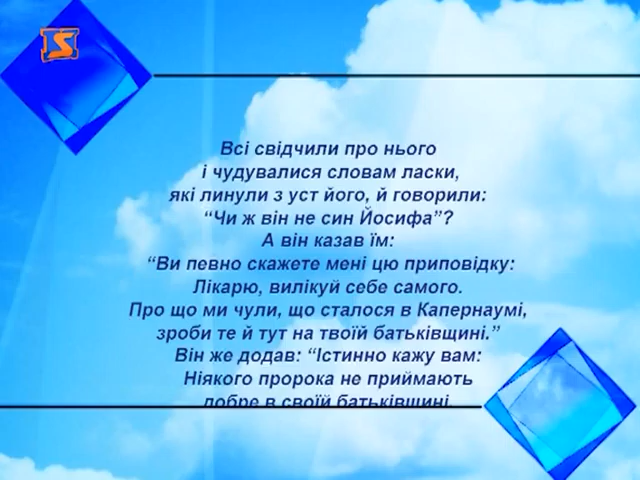 S
Всі свідчили про нього
і чудувалися словам ласки,
які линули з уст його, й говорили:
“Чи ж він не син Йосифа”?
А він казав їм:
“Ви певно скажете мені цю приповідку:
Лікарю, вилікуй себе самого.
Про що ми чули, що сталося в Капернаумі,
зроби те й тут на твоїй батьківщині.”
Він же додав: “Істинно кажу вам:
Ніякого пророка не приймають
добре в своїй батьківщині.